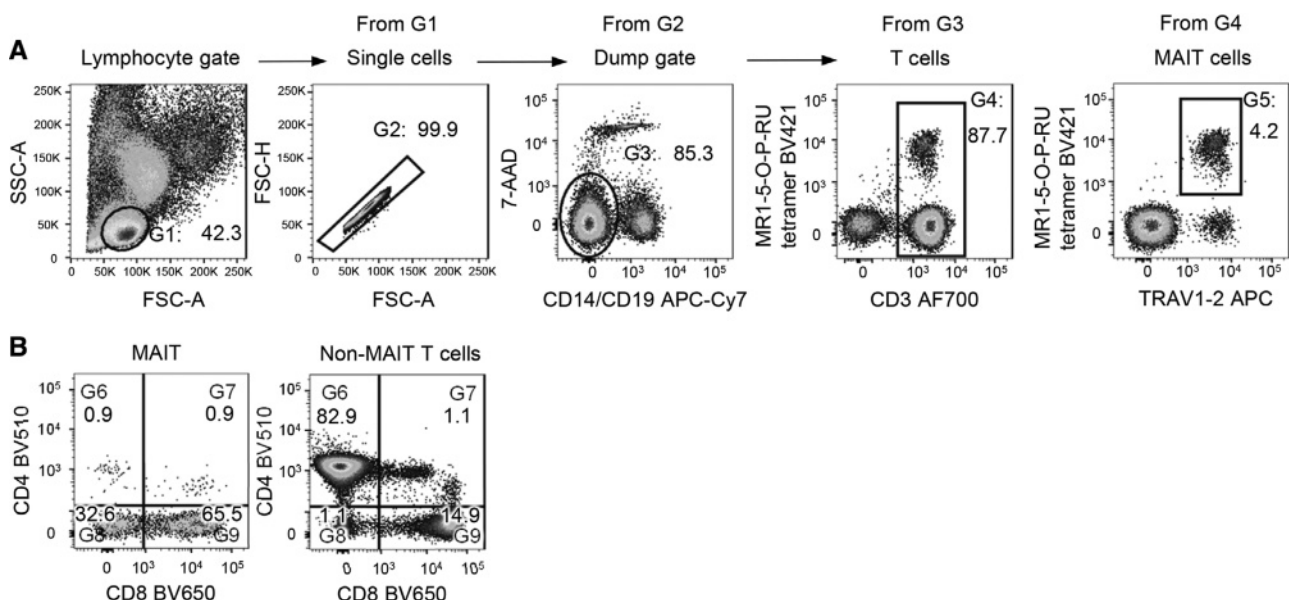 A
Lymphocyte gate
From G1
Single cells
From G2
Dump gate
From G3
T cells
From G4
MAIT cells
SSC-A
250K
200K
150K
100K
50K
0
G1: 42.3
0 50K 100K 150K 200K 250K
FSC-A
FSC-H
250K
200K
150K
100K
50K
0
G2: 99.9
0 50K 100K 150K 200K 250K
FSC-A
7-AAD
10⁵
10³
0
G3: 85.3
0 10³ 10⁴ 10⁵
CD14/CD19 APC-Cy7
MR1-5-O-P-RU
tetramer BV421
10⁵
10⁴
10³
0
G4:
87.7
0 10³ 10⁴ 10⁵
CD3 AF700
MR1-5-O-P-RU
tetramer BV421
10⁵
10⁴
10³
0
G5:
4.2
0 10³ 10⁴ 10⁵
TRAV1-2 APC
B
MAIT
CD4 BV510
10⁵
10⁴
10³
0
G6
0.9
G7
0.9
32.6
G8
65.5
G9
0 10³ 10⁴ 10⁵
CD8 BV650
Non-MAIT T cells
CD4 BV510
10⁵
10⁴
10³
0
G6
82.9
G7
1.1
1.1
G8
14.9
G9
0 10³ 10⁴ 10⁵
CD8 BV650